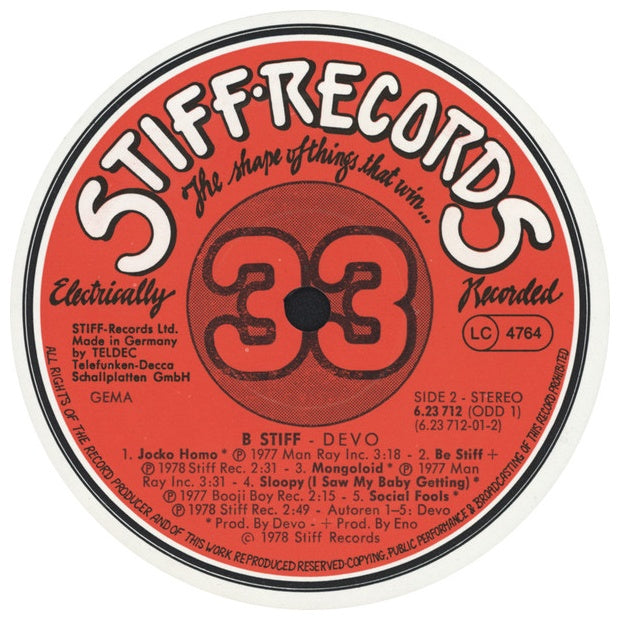 STIFF·RECORDS
The shape of things that win...
33
Electrically
Recorded
STIFF-Records Ltd.
Made in Germany
by TELDEC
Telefunken-Decca
Schallplatten GmbH
GEMA
LC 4764
SIDE 2 - STEREO
6.23 712 (ODD 1)
(6.23 712-01-2)
B STIFF - DEVO
1. Jocko Homo * ℗ 1977 Man Ray Inc. 3:18 - 2. Be Stiff +
℗ 1978 Stiff Rec. 2:31 - 3. Mongoloid * ℗ 1977 Man
Ray Inc. 3:31 - 4. Sloopy (I Saw My Baby Getting) *
℗ 1977 Booji Boy Rec. 2:15 - 5. Social Fools *
℗ 1978 Stiff Rec. 2:49 - Autoren 1–5: Devo
* Prod. By Devo - + Prod. By Eno
© 1978 Stiff Records
ALL RIGHTS OF THE RECORD PRODUCER AND OF THIS WORK REPRODUCED RESERVED·COPYING, PUBLIC PERFORMANCE & BROADCASTING OF THIS RECORD PROHIBITED